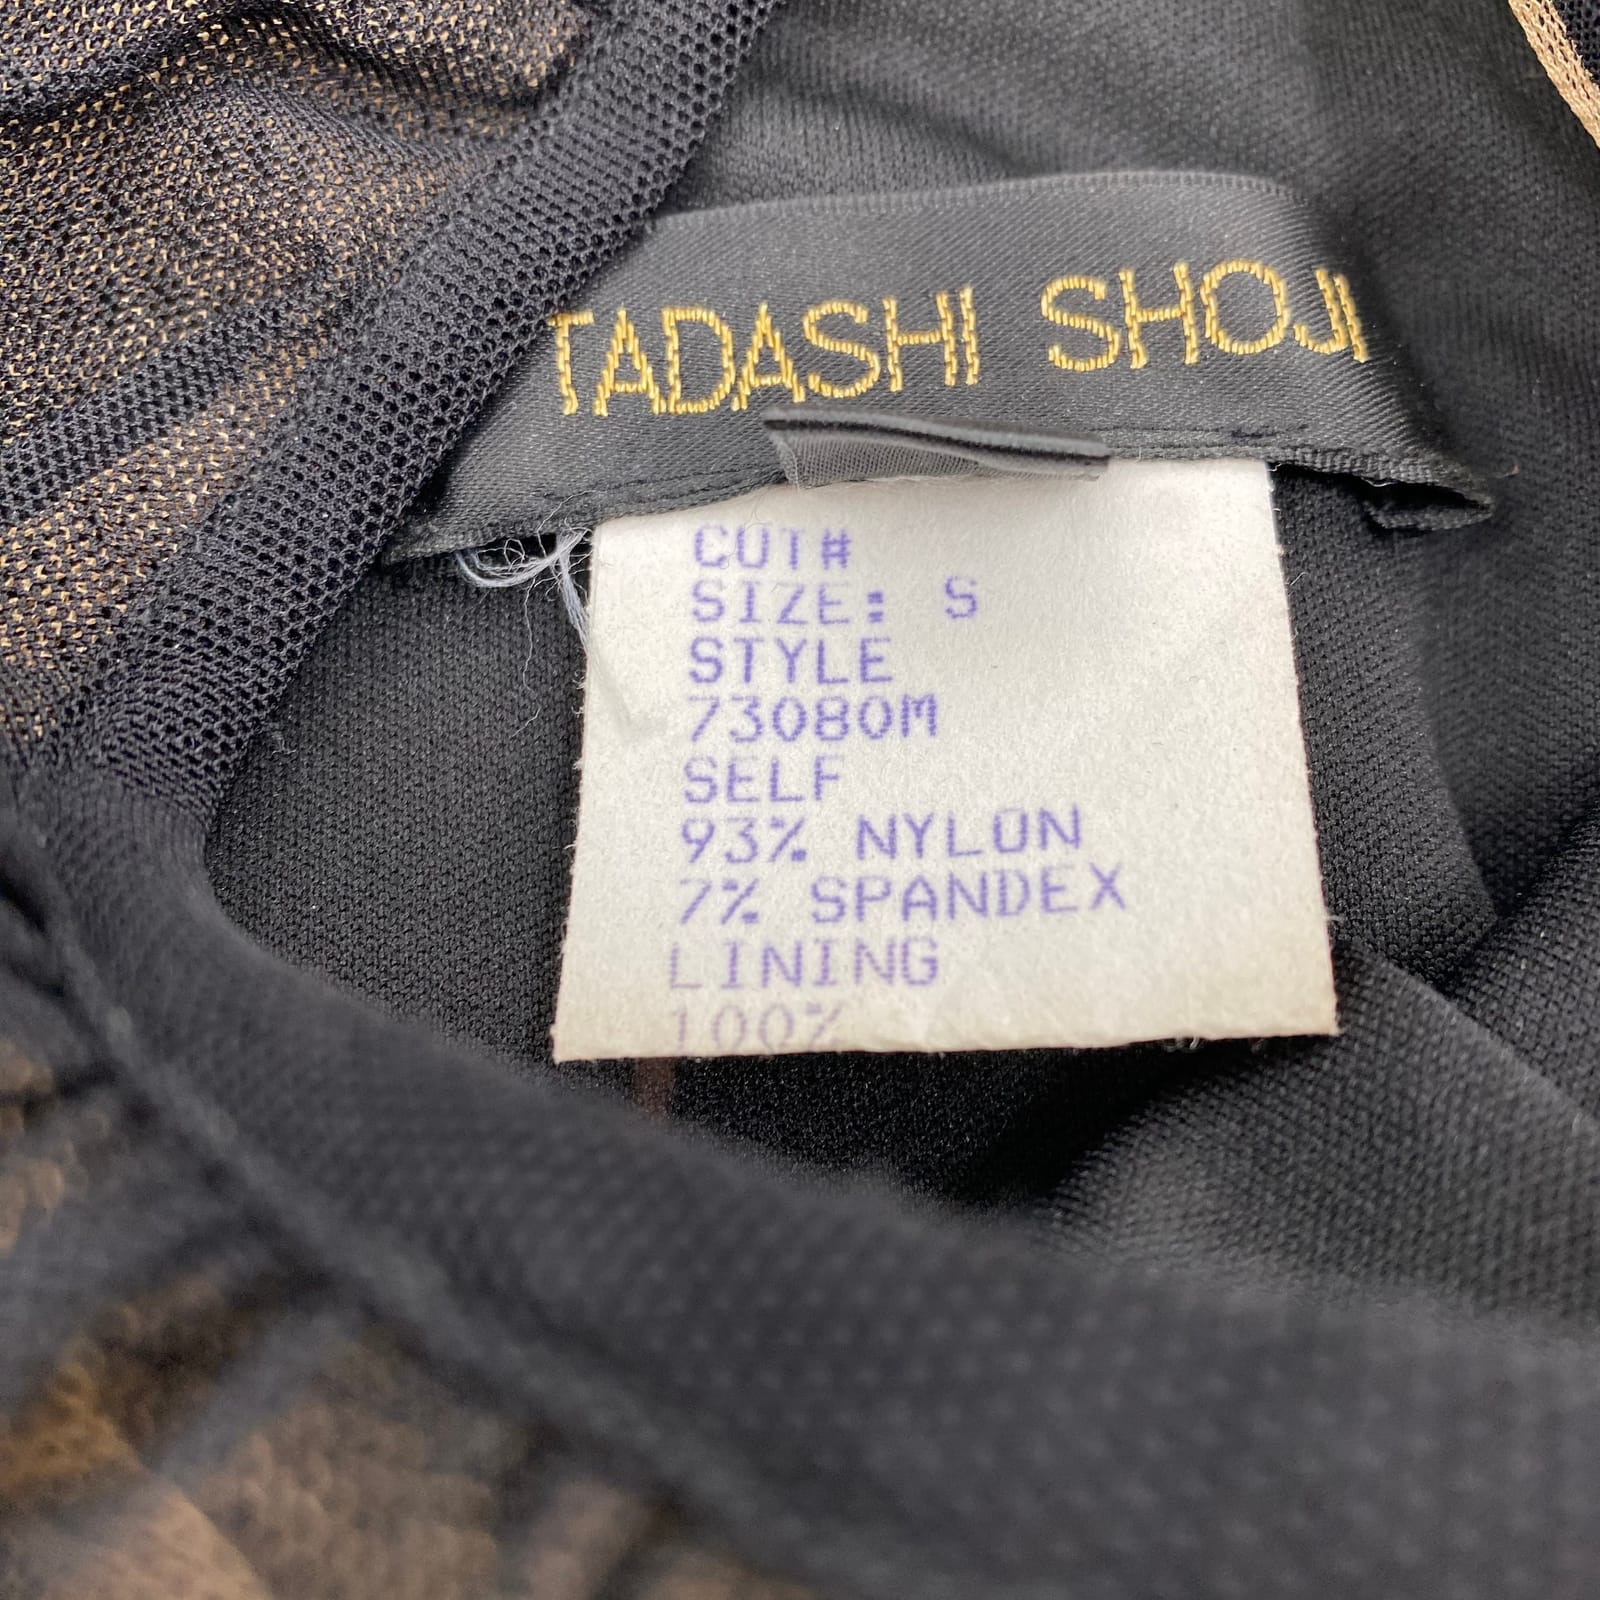 TADASHI SHOJI
CUT#
SIZE: S
STYLE
73080M
SELF
93% NYLON
7% SPANDEX
LINING
100%